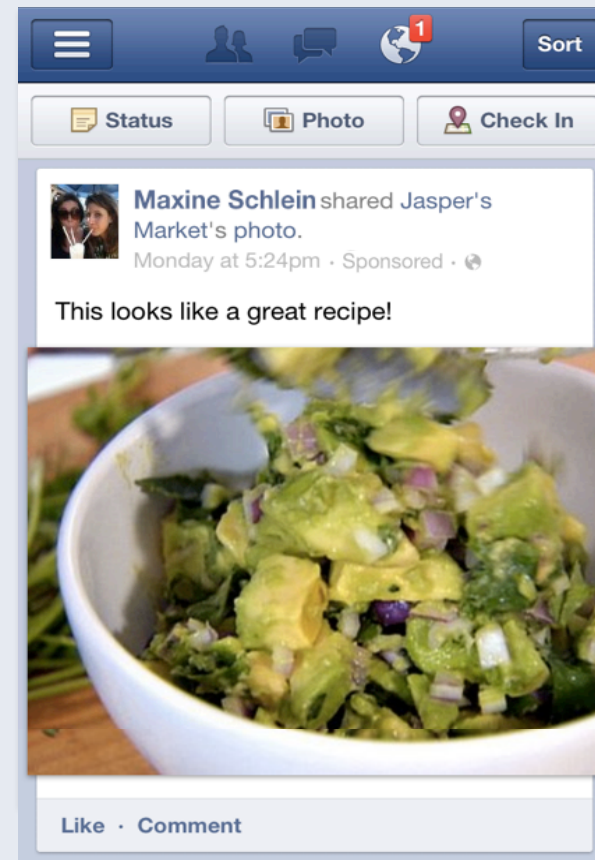 1
Sort
Status
Photo
Check In
Maxine Schlein shared Jasper's
Market's photo.
Monday at 5:24pm · Sponsored ·
This looks like a great recipe!
Like · Comment